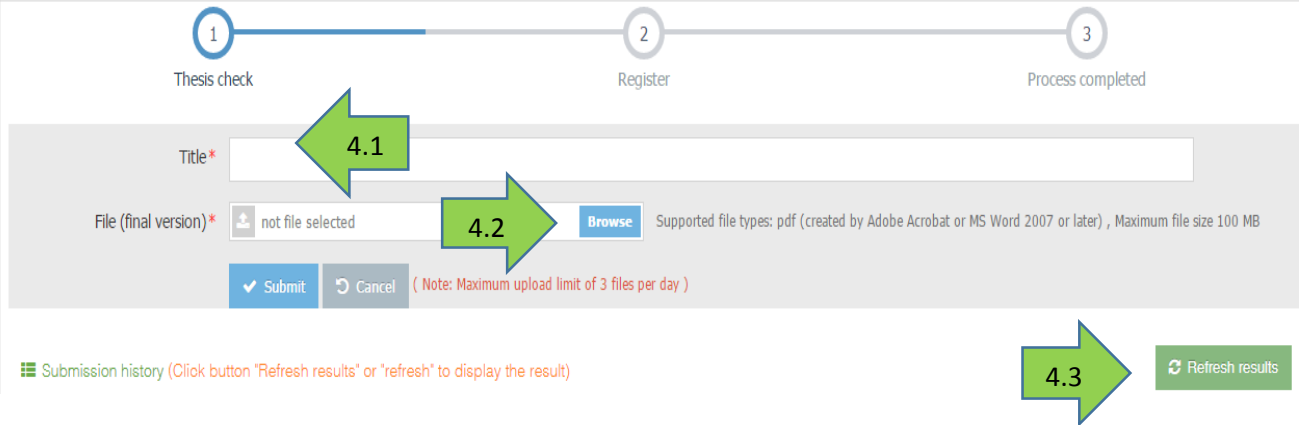 1 2 3
Thesis check Register Process completed
4.1
Title*
File (final version)* not file selected 4.2 Browse Supported file types: pdf (created by Adobe Acrobat or MS Word 2007 or later) , Maximum file size 100 MB
Submit Cancel ( Note: Maximum upload limit of 3 files per day )
Submission history (Click button "Refresh results" or "refresh" to display the result) 4.3 Refresh results